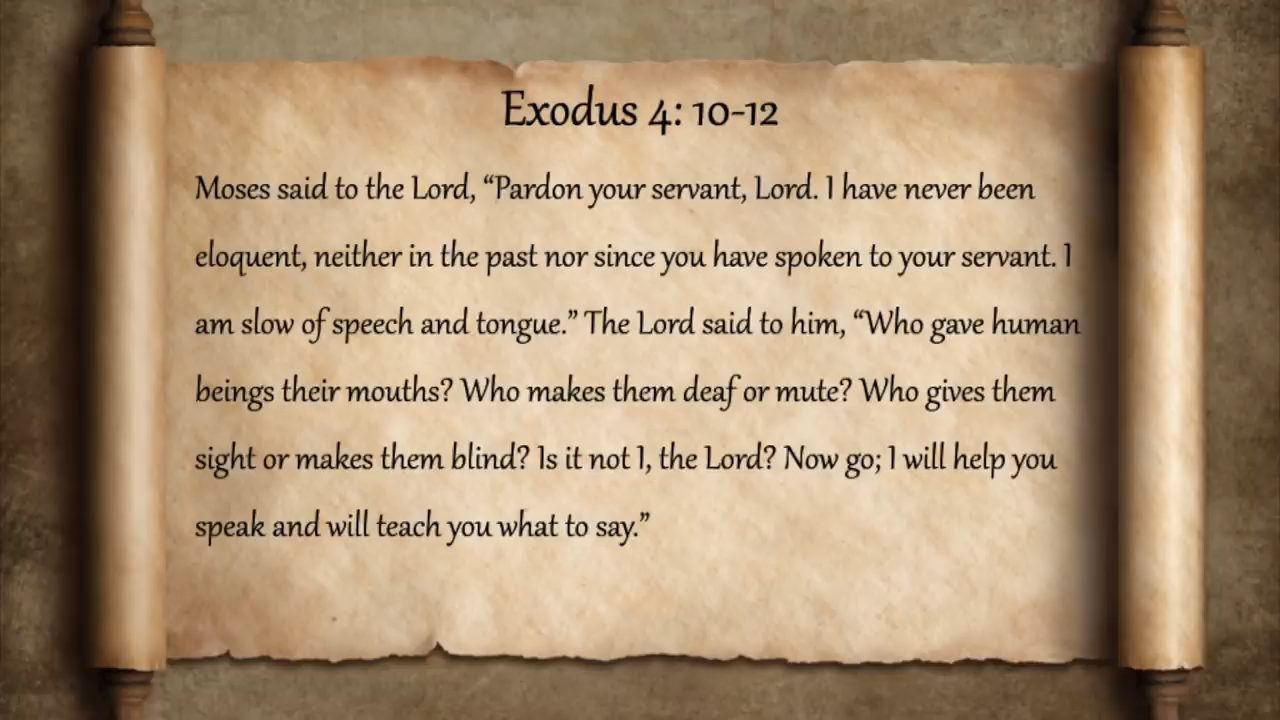 Exodus 4: 10-12
Moses said to the Lord, “Pardon your servant, Lord. I have never been
eloquent, neither in the past nor since you have spoken to your servant. I
am slow of speech and tongue.” The Lord said to him, “Who gave human
beings their mouths? Who makes them deaf or mute? Who gives them
sight or makes them blind? Is it not I, the Lord? Now go; I will help you
speak and will teach you what to say.”